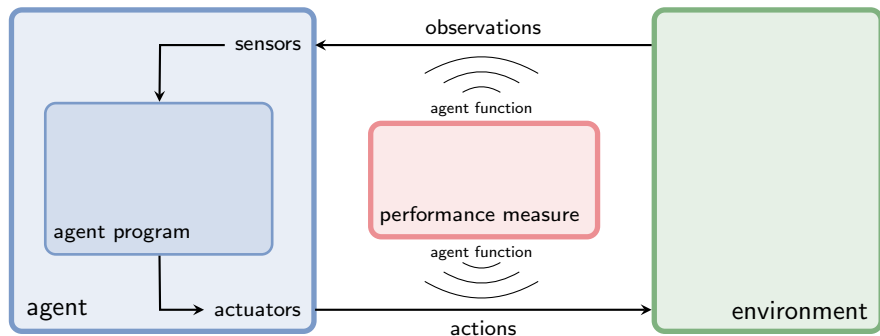 observations
sensors
agent function
agent program
performance measure
agent function
agent
actuators
environment
actions